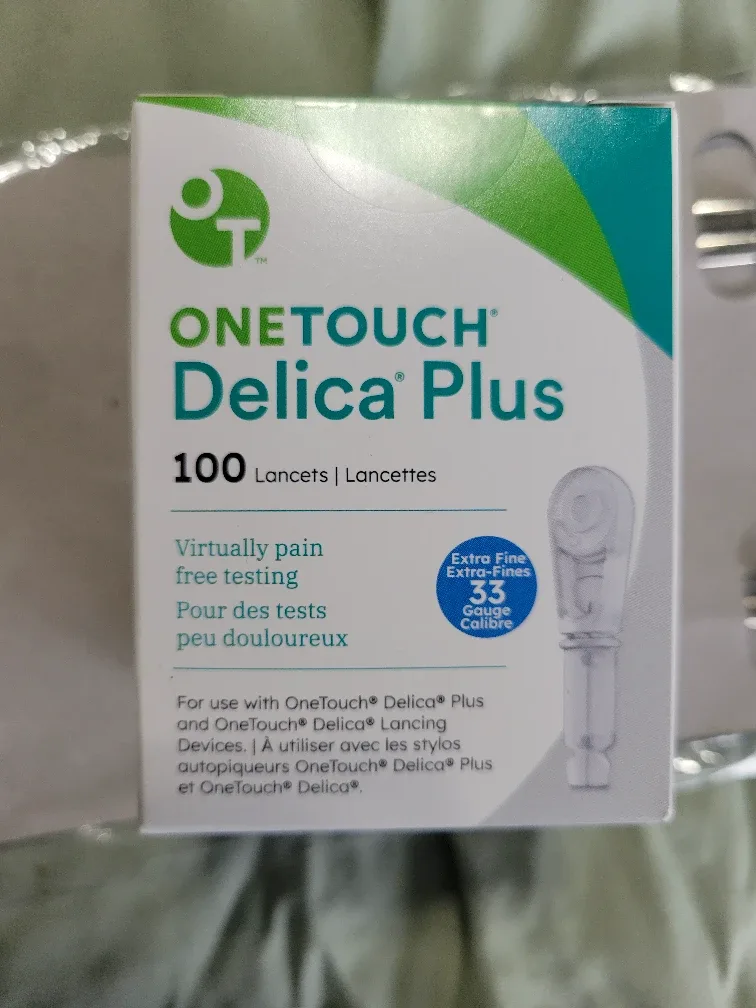 OT™
ONETOUCH®
Delica® Plus
100 Lancets | Lancettes
Virtually pain
free testing
Pour des tests
peu douloureux
Extra Fine
Extra-Fines
33
Gauge
Calibre
For use with OneTouch® Delica® Plus
and OneTouch® Delica® Lancing
Devices. | À utiliser avec les stylos
autopiqueurs OneTouch® Delica® Plus
et OneTouch® Delica®.